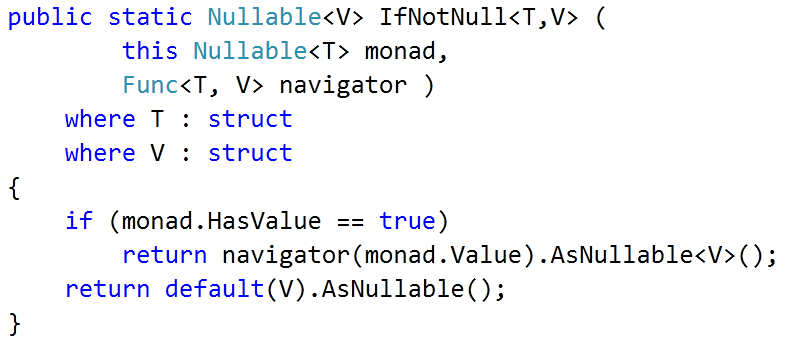 public static Nullable<V> IfNotNull<T,V> (
        this Nullable<T> monad,
        Func<T, V> navigator )
    where T : struct
    where V : struct
{
    if (monad.HasValue == true)
        return navigator(monad.Value).AsNullable<V>();
    return default(V).AsNullable();
}